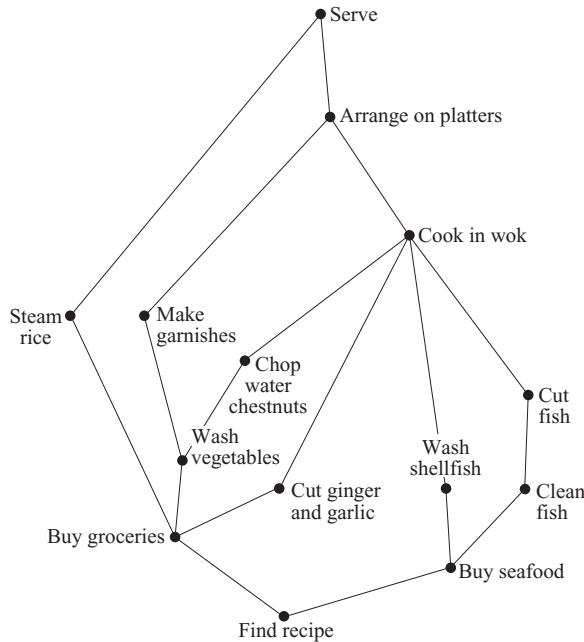 Serve
Arrange on platters
Cook in wok
Steam
rice
Make
garnishes
Chop
water
chestnuts
Cut
fish
Wash
vegetables
Wash
shellfish
Cut ginger
and garlic
Clean
fish
Buy groceries
Buy seafood
Find recipe